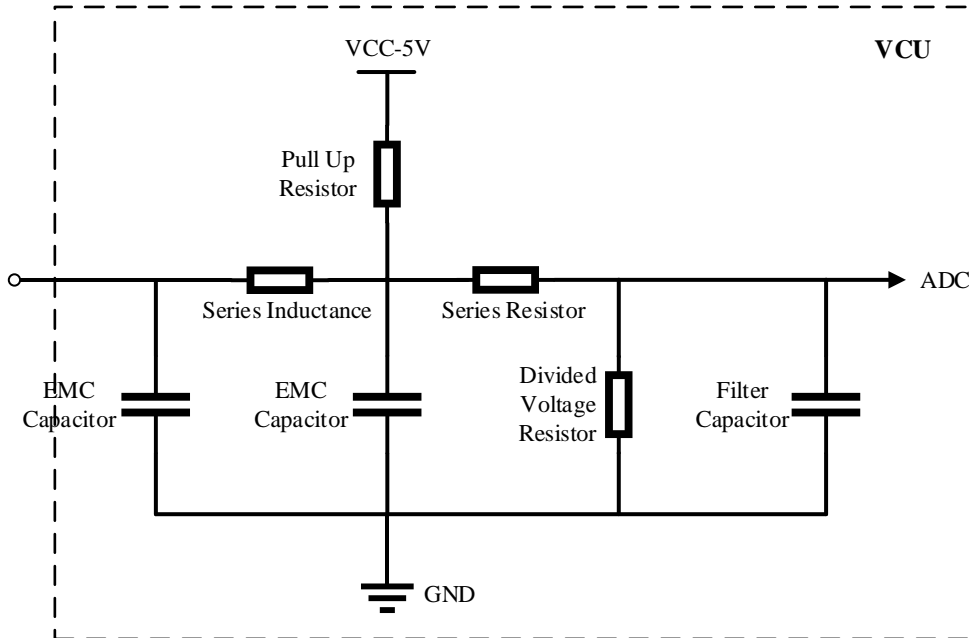 VCC-5V
VCU
Pull Up
Resistor
Series Inductance
Series Resistor
ADC
EMC
Capacitor
EMC
Capacitor
Divided
Voltage
Resistor
Filter
Capacitor
GND